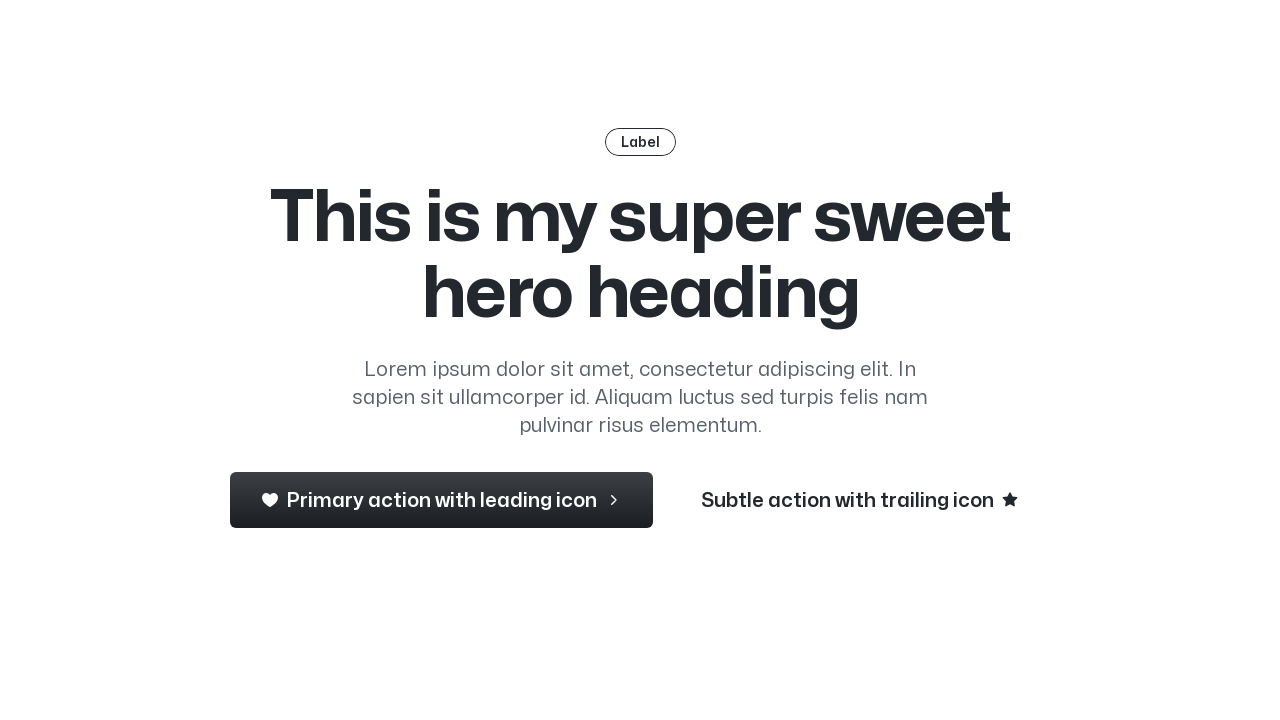 Label
This is my super sweet
hero heading
Lorem ipsum dolor sit amet, consectetur adipiscing elit. In
sapien sit ullamcorper id. Aliquam luctus sed turpis felis nam
pulvinar risus elementum.
Primary action with leading icon
Subtle action with trailing icon